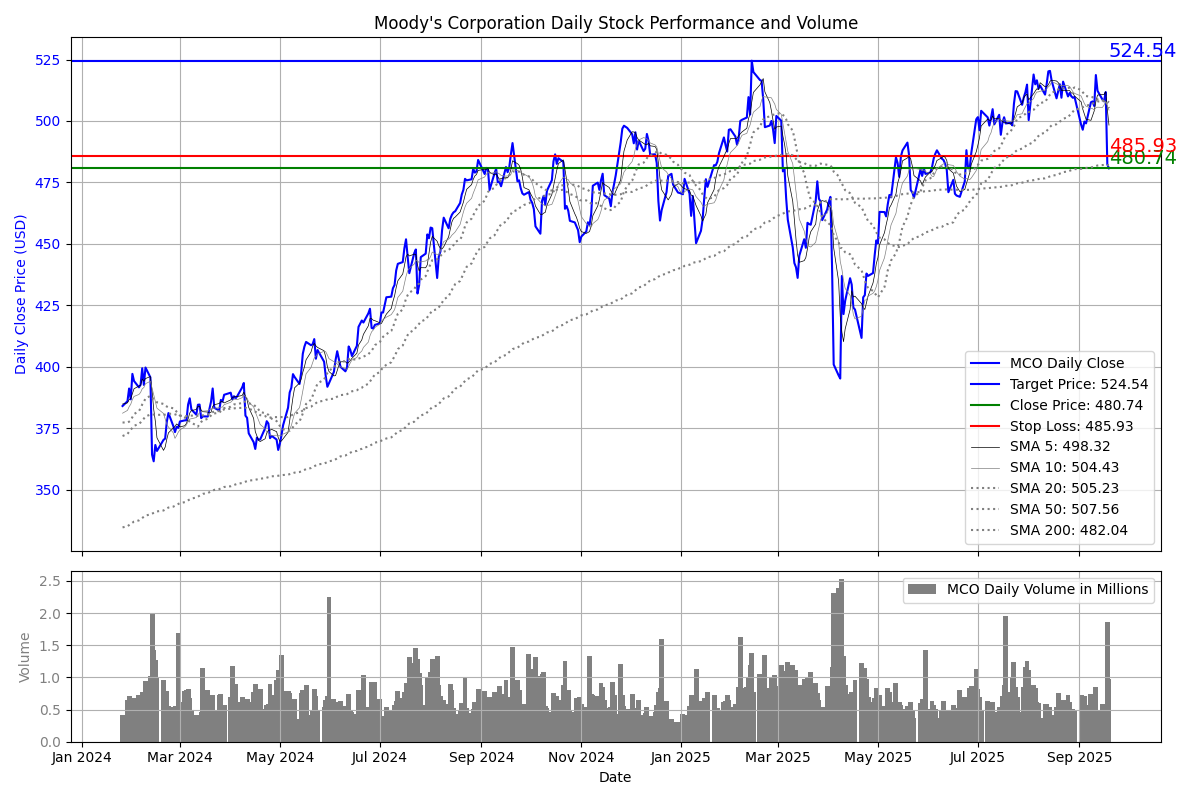 Moody's Corporation Daily Stock Performance and Volume
524.54
485.93
480.74
Daily Close Price (USD)
525
500
475
450
425
400
375
350
MCO Daily Close
Target Price: 524.54
Close Price: 480.74
Stop Loss: 485.93
SMA 5: 498.32
SMA 10: 504.43
SMA 20: 505.23
SMA 50: 507.56
SMA 200: 482.04
Volume
2.5
2.0
1.5
1.0
0.5
0.0
MCO Daily Volume in Millions
Jan 2024
Mar 2024
May 2024
Jul 2024
Sep 2024
Nov 2024
Jan 2025
Mar 2025
May 2025
Jul 2025
Sep 2025
Date